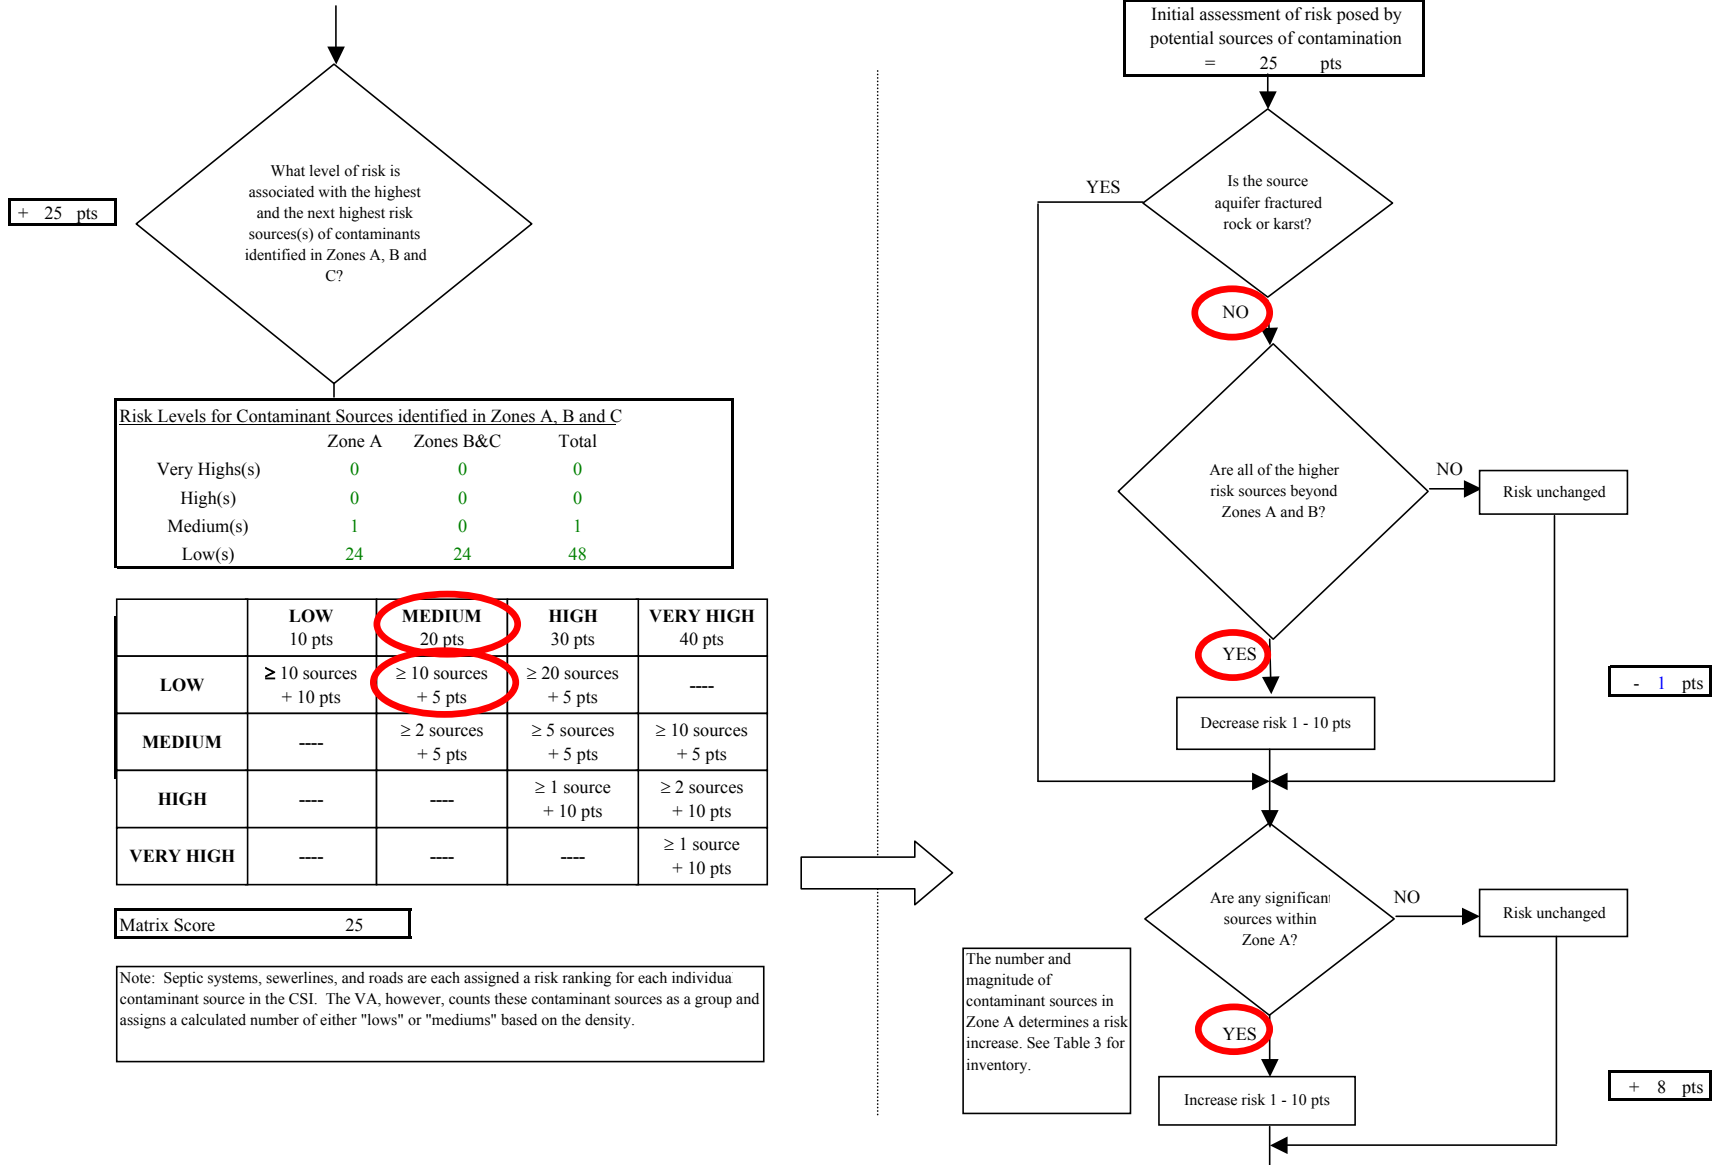 What level of risk is
associated with the highest
and the next highest risk
sources(s) of contaminants
identified in Zones A, B and
C?
+ 25 pts
Risk Levels for Contaminant Sources identified in Zones A, B and C
Zone A Zones B&C Total
Very Highs(s) 0 0 0
High(s) 0 0 0
Medium(s) 1 0 1
Low(s) 24 24 48
LOW MEDIUM HIGH VERY HIGH
10 pts 20 pts 30 pts 40 pts
LOW ≥ 10 sources ≥ 10 sources ≥ 20 sources ----
+ 10 pts + 5 pts + 5 pts
MEDIUM ---- ≥ 2 sources ≥ 5 sources ≥ 10 sources
+ 5 pts + 5 pts + 5 pts
HIGH ---- ---- ≥ 1 source ≥ 2 sources
+ 10 pts + 10 pts
VERY HIGH ---- ---- ---- ≥ 1 source
+ 10 pts
Matrix Score 25
Note: Septic systems, sewerlines, and roads are each assigned a risk ranking for each individua
contaminant source in the CSI. The VA, however, counts these contaminant sources as a group and
assigns a calculated number of either "lows" or "mediums" based on the density.
Initial assessment of risk posed by
potential sources of contamination
= 25 pts
YES
Is the source
aquifer fractured
rock or karst?
NO
Are all of the higher
risk sources beyond
Zones A and B?
NO
Risk unchanged
YES
- 1 pts
Decrease risk 1 - 10 pts
Are any significant
sources within
Zone A?
NO
Risk unchanged
The number and
magnitude of
contaminant sources in
Zone A determines a risk
increase. See Table 3 for
inventory.
YES
+ 8 pts
Increase risk 1 - 10 pts